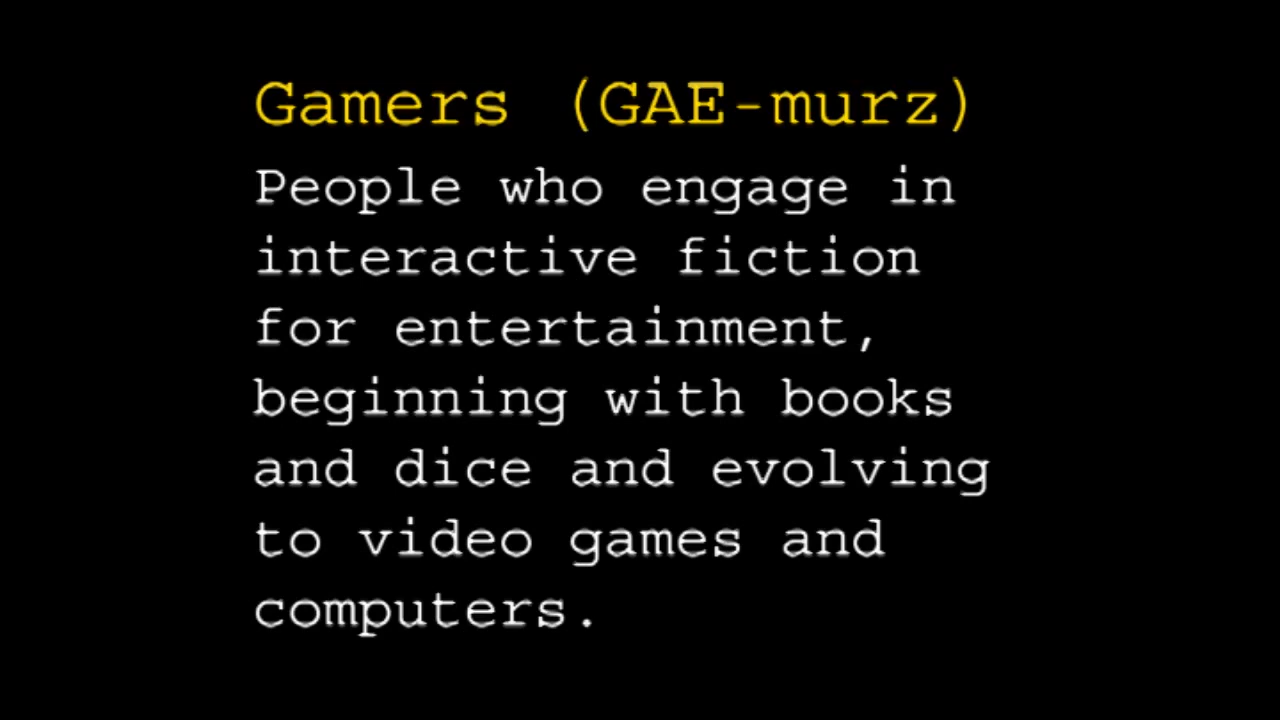 Gamers (GAE-murz)
People who engage in
interactive fiction
for entertainment,
beginning with books
and dice and evolving
to video games and
computers.